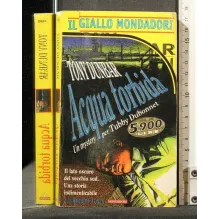 IL GIALLO MONDADORI
TONY DUNBAR
Acqua torbida
Un mystery per Tubby Dubonnet
5.900
Il lato oscuro
del vecchio sud.
Una storia
indimenticabile
TONY DUNBAR
Acqua torbida